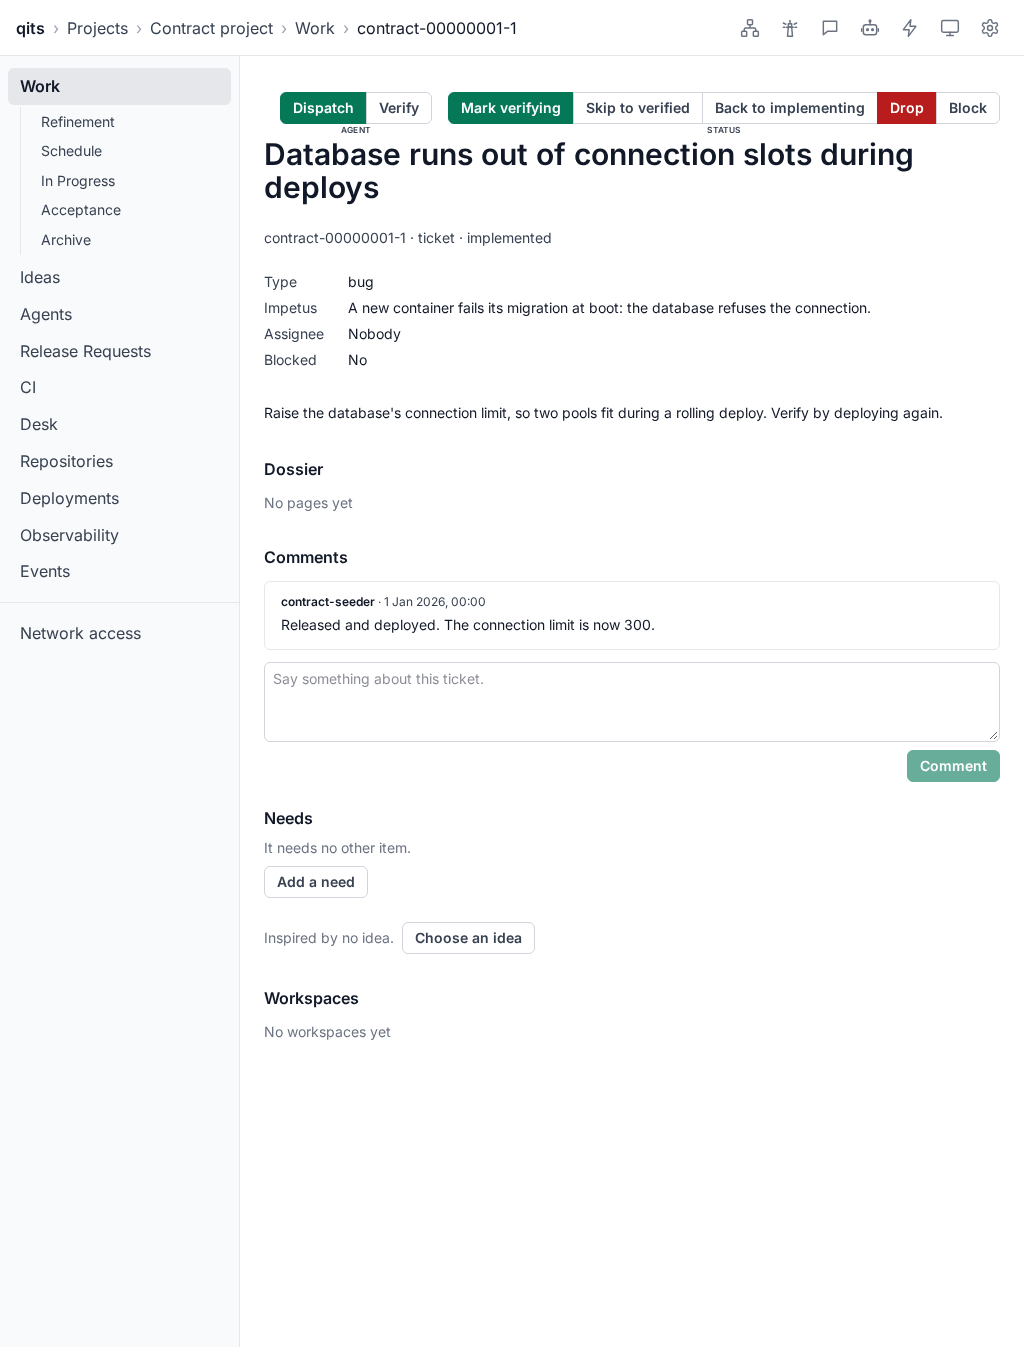 qits › Projects › Contract project › Work › contract-00000001-1
Work
Refinement
Schedule
In Progress
Acceptance
Archive
Ideas
Agents
Release Requests
CI
Desk
Repositories
Deployments
Observability
Events
Network access
Dispatch Verify
AGENT
Mark verifying Skip to verified Back to implementing Drop Block
STATUS
Database runs out of connection slots during
deploys
contract-00000001-1 · ticket · implemented
Type bug
Impetus A new container fails its migration at boot: the database refuses the connection.
Assignee Nobody
Blocked No
Raise the database's connection limit, so two pools fit during a rolling deploy. Verify by deploying again.
Dossier
No pages yet
Comments
contract-seeder · 1 Jan 2026, 00:00
Released and deployed. The connection limit is now 300.
Say something about this ticket.
Comment
Needs
It needs no other item.
Add a need
Inspired by no idea. Choose an idea
Workspaces
No workspaces yet